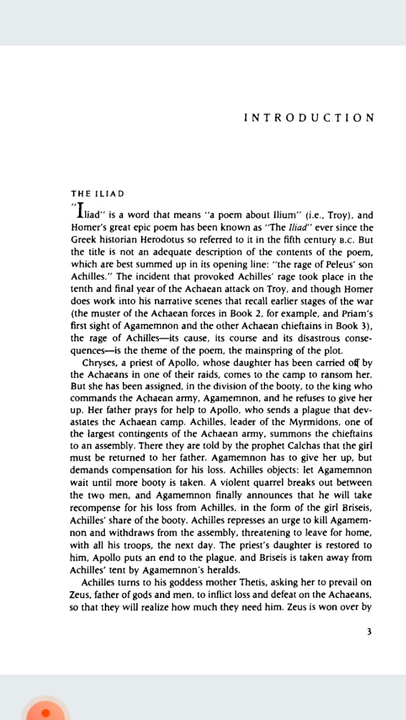 INTRODUCTION
THE ILIAD
"Iliad" is a word that means "a poem about Ilium" (i.e., Troy), and
Homer's great epic poem has been known as "The Iliad" ever since the
Greek historian Herodotus so referred to it in the fifth century B.C. But
the title is not an adequate description of the contents of the poem,
which are best summed up in its opening line: "the rage of Peleus' son
Achilles." The incident that provoked Achilles' rage took place in the
tenth and final year of the Achaean attack on Troy, and though Homer
does work into his narrative scenes that recall earlier stages of the war
(the muster of the Achaean forces in Book 2, for example, and Priam's
first sight of Agamemnon and the other Achaean chieftains in Book 3),
the rage of Achilles—its cause, its course and its disastrous conse-
quences—is the theme of the poem, the mainspring of the plot.
Chryses, a priest of Apollo, whose daughter has been carried off by
the Achaeans in one of their raids, comes to the camp to ransom her.
But she has been assigned, in the division of the booty, to the king who
commands the Achaean army, Agamemnon, and he refuses to give her
up. Her father prays for help to Apollo, who sends a plague that dev-
astates the Achaean camp. Achilles, leader of the Myrmidons, one of
the largest contingents of the Achaean army, summons the chieftains
to an assembly. There they are told by the prophet Calchas that the girl
must be returned to her father. Agamemnon has to give her up, but
demands compensation for his loss. Achilles objects: let Agamemnon
wait until more booty is taken. A violent quarrel breaks out between
the two men, and Agamemnon finally announces that he will take
recompense for his loss from Achilles, in the form of the girl Briseis,
Achilles' share of the booty. Achilles represses an urge to kill Agamem-
non and withdraws from the assembly, threatening to leave for home,
with all his troops, the next day. The priest's daughter is restored to
him, Apollo puts an end to the plague, and Briseis is taken away from
Achilles' tent by Agamemnon's heralds.
Achilles turns to his goddess mother Thetis, asking her to prevail on
Zeus, father of gods and men, to inflict loss and defeat on the Achaeans,
so that they will realize how much they need him. Zeus is won over by
3